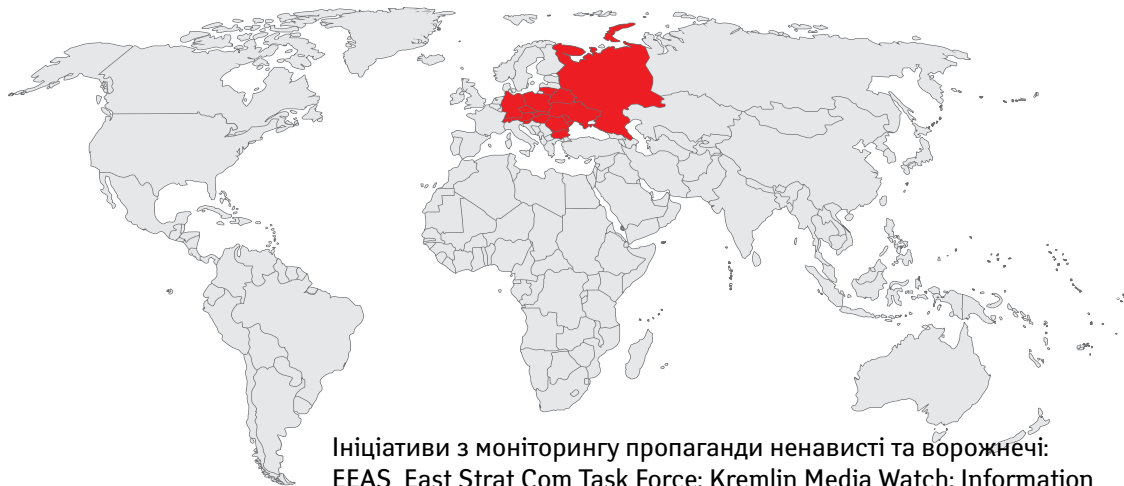 Ініціативи з моніторингу пропаганди ненависті та ворожнечі:
EEAS East Strat Com Task Force; Kremlin Media Watch; Information